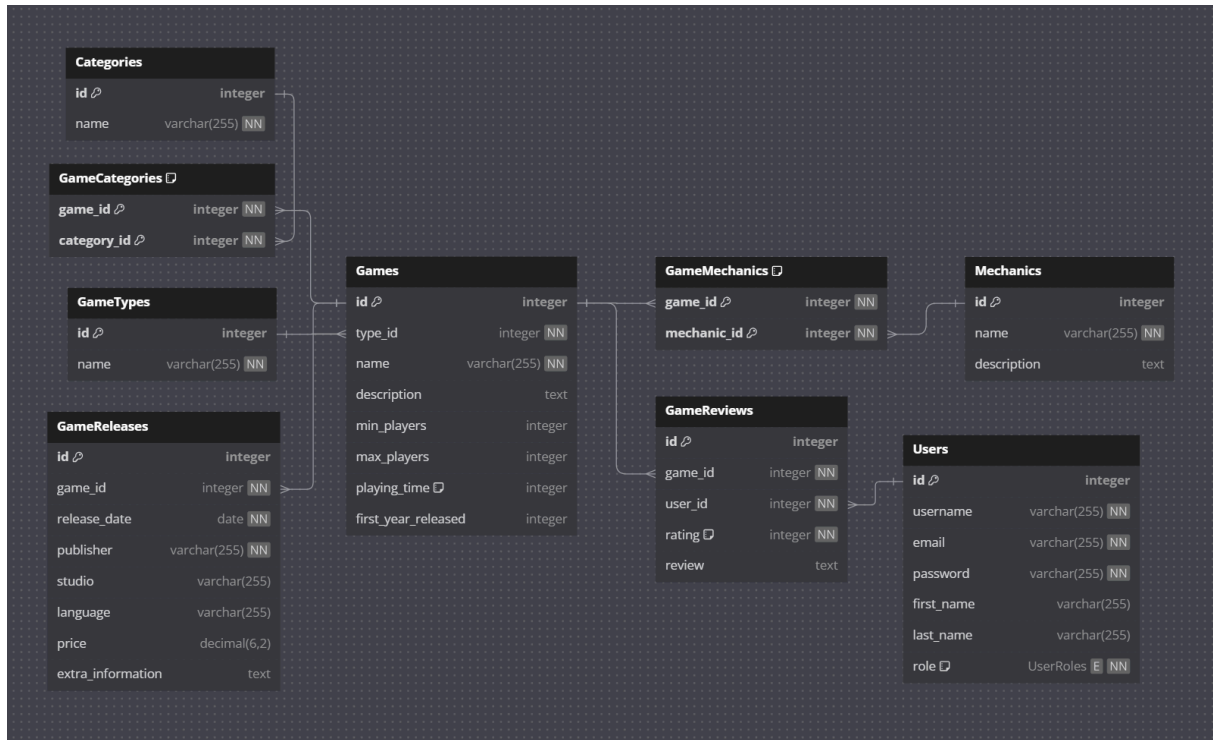 Categories
id integer
name varchar(255) NN
GameCategories
game_id integer NN
category_id integer NN
GameTypes
id integer
name varchar(255) NN
GameReleases
id integer
game_id integer NN
release_date date NN
publisher varchar(255) NN
studio varchar(255)
language varchar(255)
price decimal(6,2)
extra_information text
Games
id integer
type_id integer NN
name varchar(255) NN
description text
min_players integer
max_players integer
playing_time integer
first_year_released integer
GameMechanics
game_id integer NN
mechanic_id integer NN
GameReviews
id integer
game_id integer NN
user_id integer NN
rating integer NN
review text
Mechanics
id integer
name varchar(255) NN
description text
Users
id integer
username varchar(255) NN
email varchar(255) NN
password varchar(255) NN
first_name varchar(255)
last_name varchar(255)
role UserRoles E NN